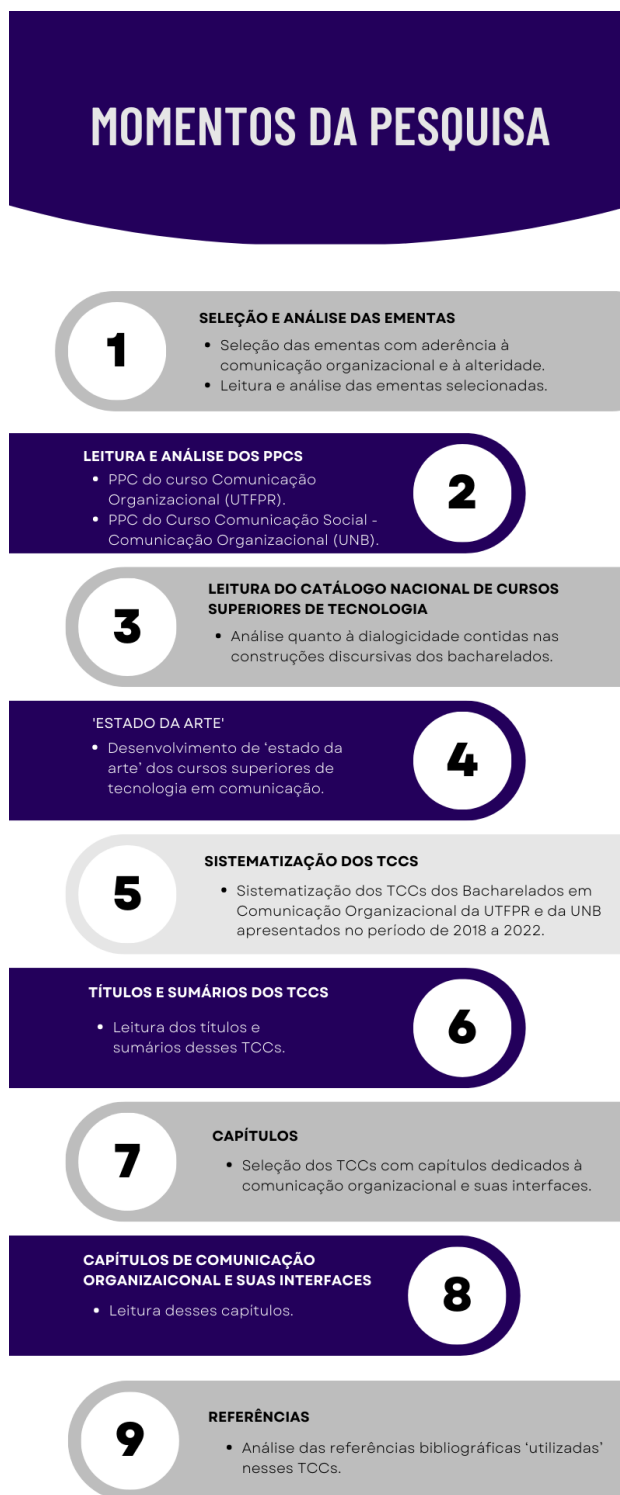 MOMENTOS DA PESQUISA
1
SELEÇÃO E ANÁLISE DAS EMENTAS
• Seleção das ementas com aderência à
comunicação organizacional e à alteridade.
• Leitura e análise das ementas selecionadas.
LEITURA E ANÁLISE DOS PPCS
• PPC do curso Comunicação
Organizacional (UTFPR).
• PPC do Curso Comunicação Social -
Comunicação Organizacional (UNB).
2
3
LEITURA DO CATÁLOGO NACIONAL DE CURSOS
SUPERIORES DE TECNOLOGIA
• Análise quanto à dialogicidade contidas nas
construções discursivas dos bacharelados.
'ESTADO DA ARTE'
• Desenvolvimento de ‘estado da
arte’ dos cursos superiores de
tecnologia em comunicação.
4
5
SISTEMATIZAÇÃO DOS TCCS
• Sistematização dos TCCs dos Bacharelados em
Comunicação Organizacional da UTFPR e da UNB
apresentados no período de 2018 a 2022.
TÍTULOS E SUMÁRIOS DOS TCCS
• Leitura dos títulos e
sumários desses TCCs.
6
7
CAPÍTULOS
• Seleção dos TCCs com capítulos dedicados à
comunicação organizacional e suas interfaces.
CAPÍTULOS DE COMUNICAÇÃO
ORGANIZAICONAL E SUAS INTERFACES
• Leitura desses capítulos.
8
9
REFERÊNCIAS
• Análise das referências bibliográficas ‘utilizadas’
nesses TCCs.